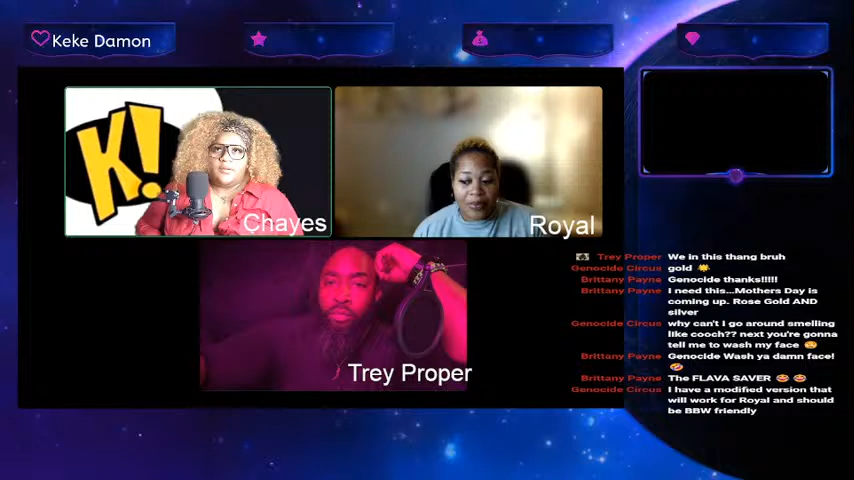 Keke Damon
K!
Chayes
Royal
Trey Proper
Trey Proper We in this thang bruh
Genocide Circus gold
Brittany Payne Genocide thanks!!!!!
Brittany Payne I need this...Mothers Day is
coming up. Rose Gold AND
silver
Genocide Circus why can't I go around smelling
like cooch?? next you're gonna
tell me to wash my face
Brittany Payne Genocide Wash ya damn face!
Brittany Payne The FLAVA SAVER
Genocide Circus I have a modified version that
will work for Royal and should
be BBW friendly